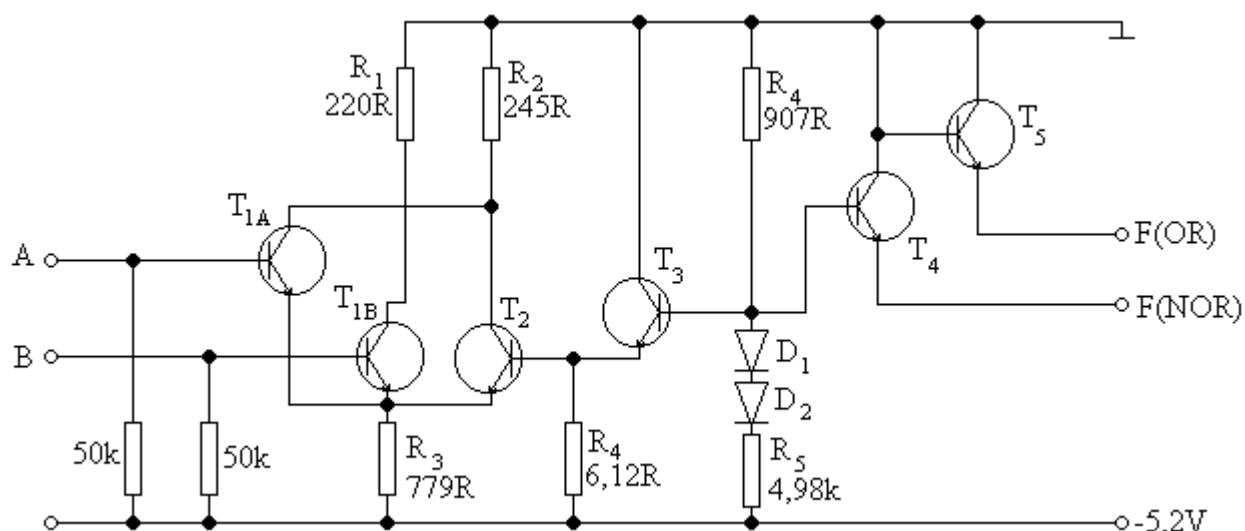 R1
220R
R2
245R
R4
907R
T5
T1A
F(OR)
A
T3
T4
T1B
T2
F(NOR)
B
D1
D2
50k
50k
R3
779R
R4
6,12R
R5
4,98k
-5,2V